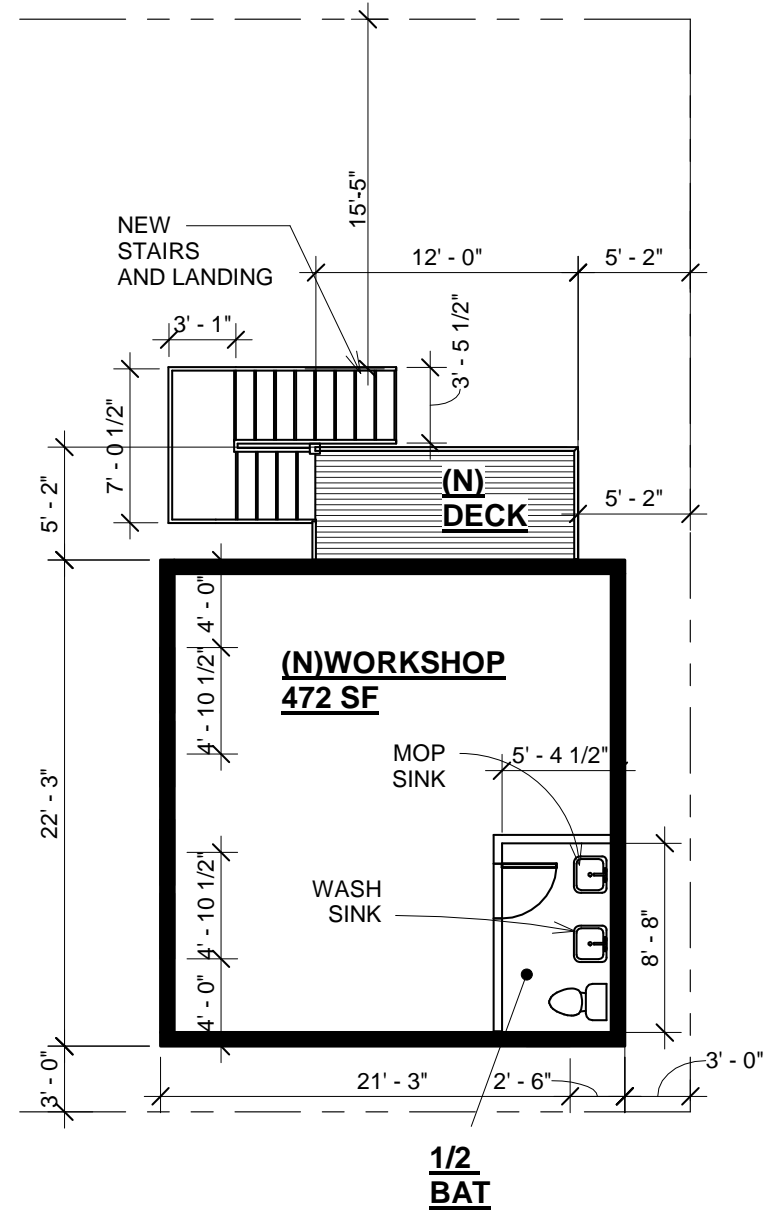 15'-5"
NEW
STAIRS
AND LANDING
12' - 0"
5' - 2"
3' - 1"
3' - 5 1/2"
7' - 0 1/2"
5' - 2"
(N)
DECK
5' - 2"
4' - 0"
(N)WORKSHOP
472 SF
4' - 10 1/2"
MOP
SINK
5' - 4 1/2"
22' - 3"
4' - 10 1/2"
WASH
SINK
8' - 8"
4' - 0"
3' - 0"
21' - 3"
2' - 6"
3' - 0"
1/2
BAT